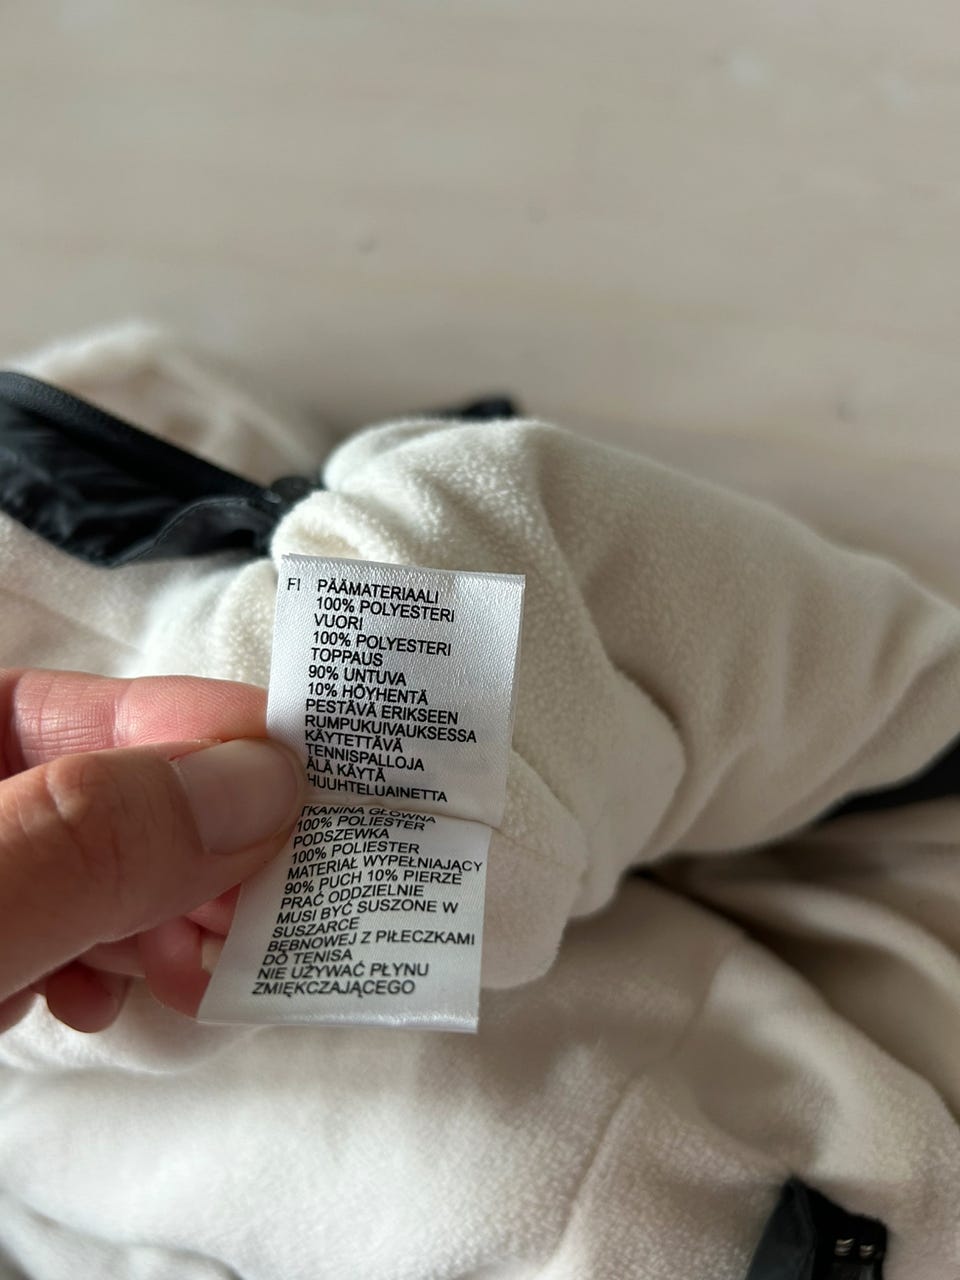 FI PÄÄMATERIAALI
100% POLYESTERI
VUORI
100% POLYESTERI
TOPPAUS
90% UNTUVA
10% HÖYHENTÄ
PESTÄVÄ ERIKSEEN
RUMPUKUIVAUKSESSA
KÄYTETTÄVÄ
TENNISPALLOJA
ÄLÄ KÄYTÄ
HUUHTELUAINETTA
TKANINA GŁÓWNA
100% POLIESTER
PODSZEWKA
100% POLIESTER
MATERIAŁ WYPEŁNIAJĄCY
90% PUCH 10% PIERZE
PRAĆ ODDZIELNIE
MUSI BYĆ SUSZONE W
SUSZARCE
BĘBNOWEJ Z PIŁECZKAMI
DO TENISA
NIE UŻYWAĆ PŁYNU
ZMIĘKCZAJĄCEGO